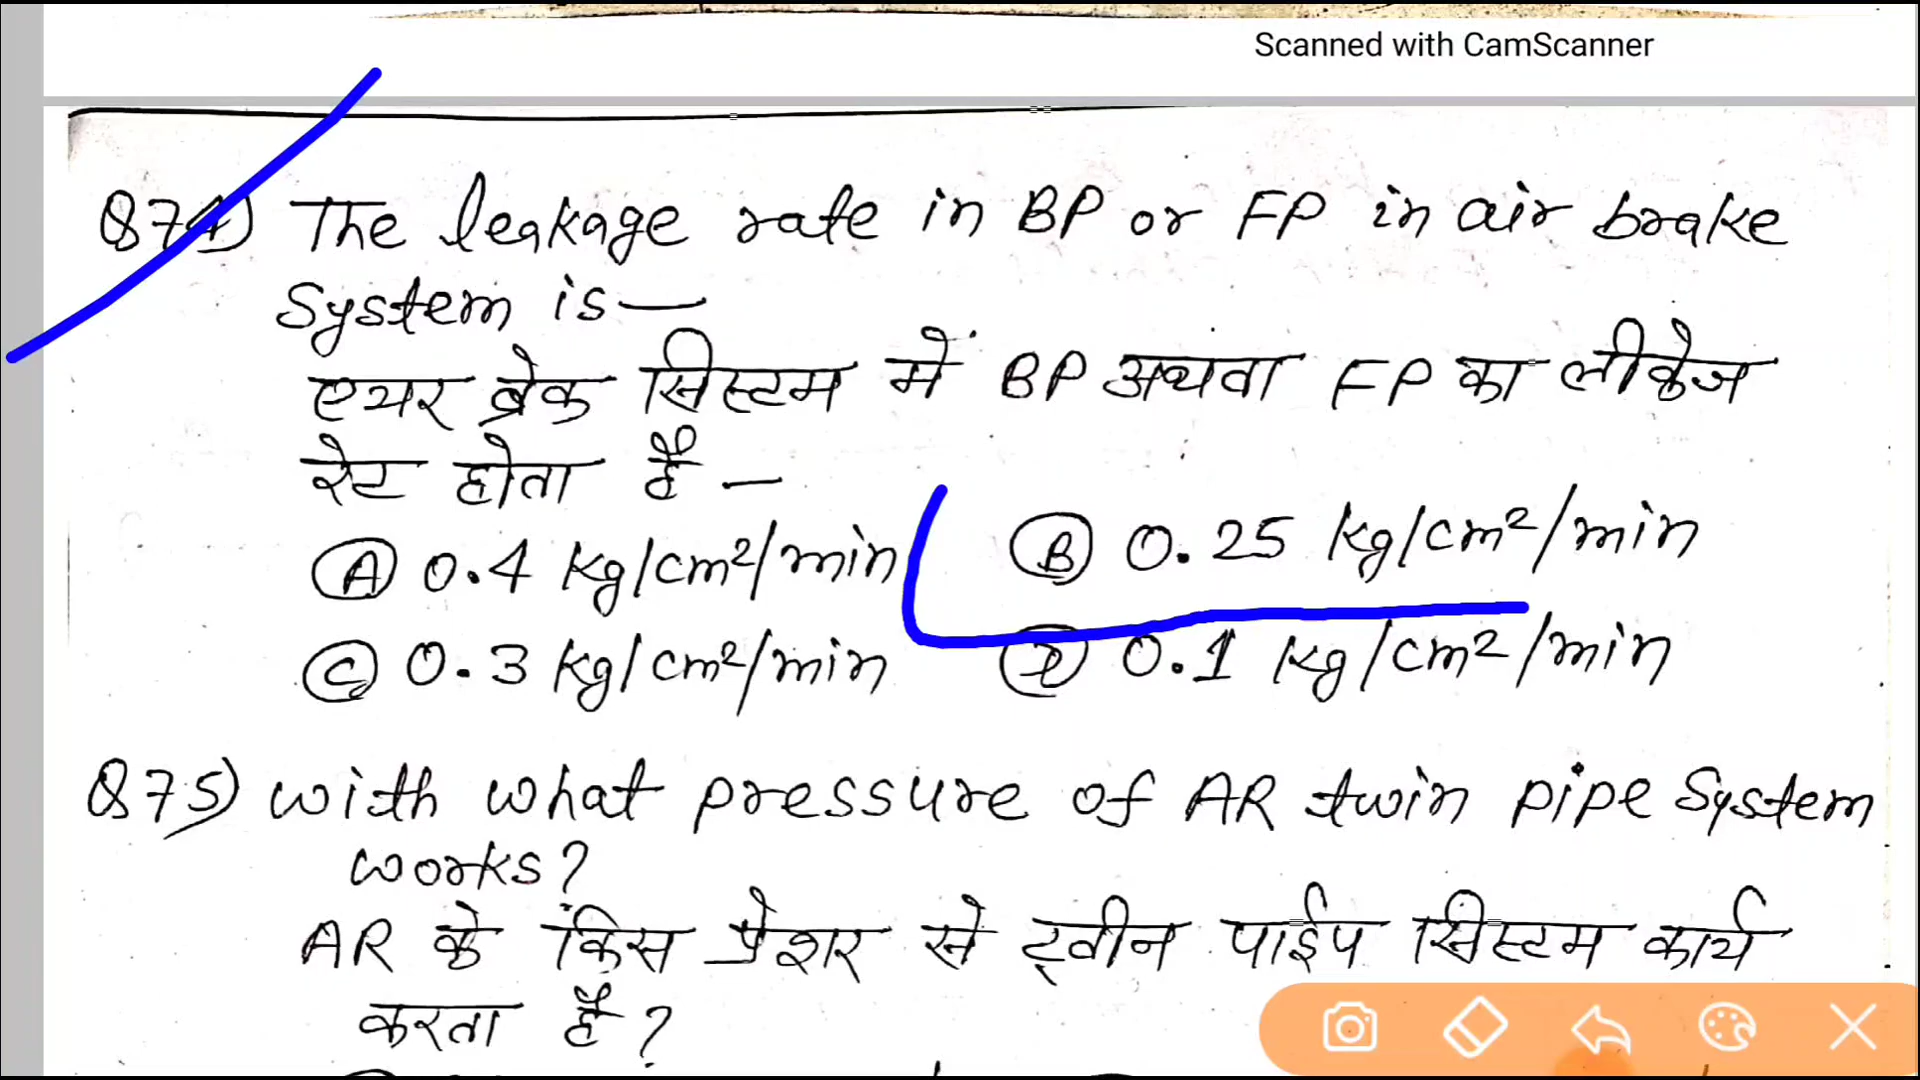 Scanned with CamScanner
Q74) The leakage rate in BP or FP in air brake
System is —
एयर ब्रेक सिस्टम में BP अथवा FP का लीकेज
रेट होता है —
(A) 0.4 kg/cm²/min (B) 0.25 kg/cm²/min
(C) 0.3 kg/cm²/min (D) 0.1 kg/cm²/min
Q75) With what pressure of AR twin pipe System
works?
AR के किस प्रेशर से ट्वीन पाईप सिस्टम कार्य
करता है?